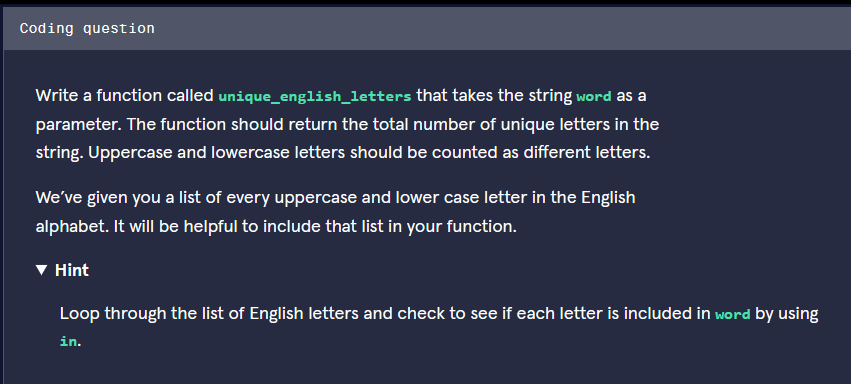 Coding question
Write a function called unique_english_letters that takes the string word as a
parameter. The function should return the total number of unique letters in the
string. Uppercase and lowercase letters should be counted as different letters.
We’ve given you a list of every uppercase and lower case letter in the English
alphabet. It will be helpful to include that list in your function.
▼ Hint
Loop through the list of English letters and check to see if each letter is included in word by using
in.